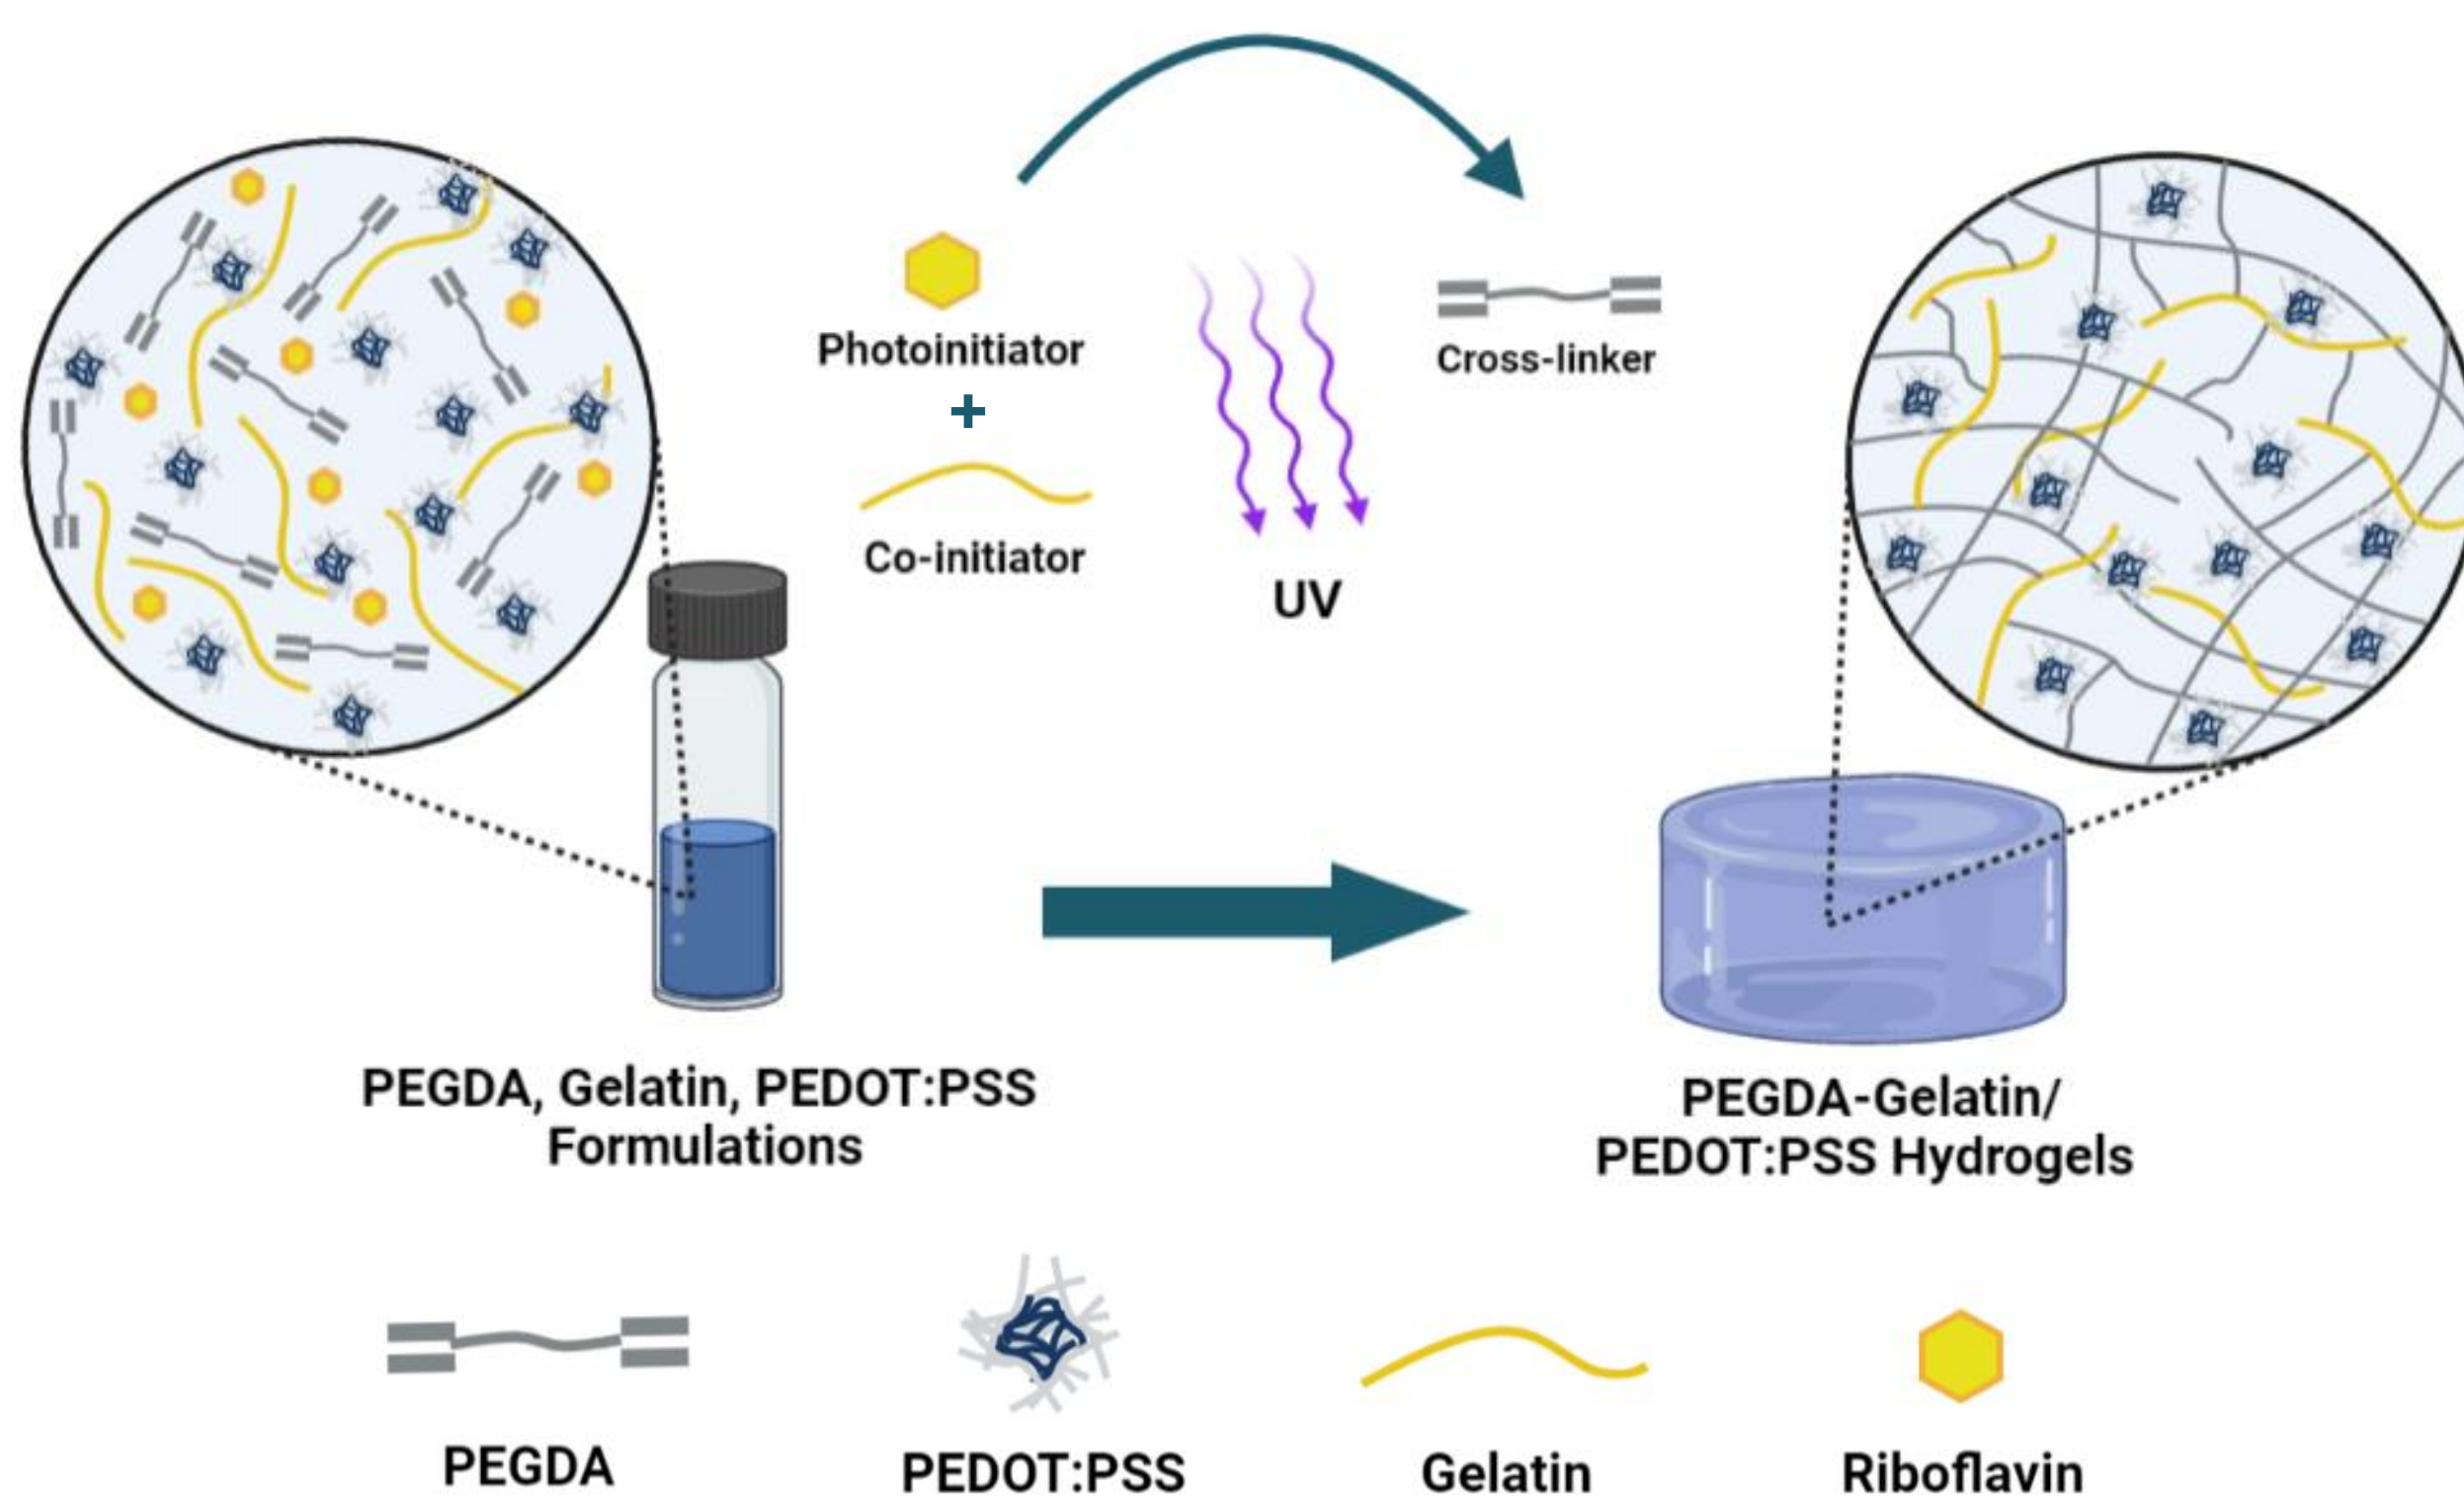 Photoinitiator
+
Co-initiator
UV
Cross-linker
PEGDA, Gelatin, PEDOT:PSS
Formulations
PEGDA-Gelatin/
PEDOT:PSS Hydrogels
PEGDA
PEDOT:PSS
Gelatin
Riboflavin